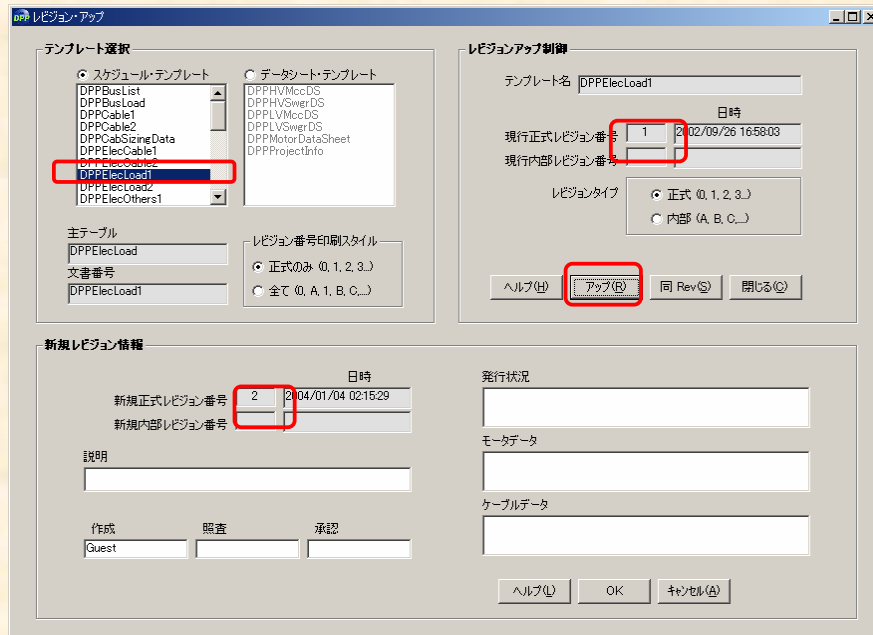 DPP レビジョン・アップ
テンプレート選択
スケジュール・テンプレート
DPPBusList
DPPBusLoad
DPPCable1
DPPCable2
DPPCabSizingData
DPPElecCable1
DPPElecCable2
DPPElecLoad1
DPPElecLoad2
DPPElecOthers1
データシート・テンプレート
DPPHVMccDS
DPPHVSwgrDS
DPPLVMccDS
DPPLVSwgrDS
DPPMotorDataSheet
DPPProjectInfo
主テーブル
DPPElecLoad
文書番号
DPPElecLoad1
レビジョン番号印刷スタイル
正式のみ (0, 1, 2, 3...)
全て (0, A, 1, B, C,...)
レビジョンアップ制御
テンプレート名 DPPElecLoad1
日時
現行正式レビジョン番号 1 2002/09/26 16:58:03
現行内部レビジョン番号
レビジョンタイプ
正式 (0, 1, 2, 3...)
内部 (A, B, C,...)
ヘルプ(H) アップ(R) 同 Rev(S) 閉じる(C)
新規レビジョン情報
日時
新規正式レビジョン番号 2 2004/01/04 02:15:29
新規内部レビジョン番号
説明
作成 照査 承認
Guest
発行状況
モータデータ
ケーブルデータ
ヘルプ(L) OK キャンセル(A)